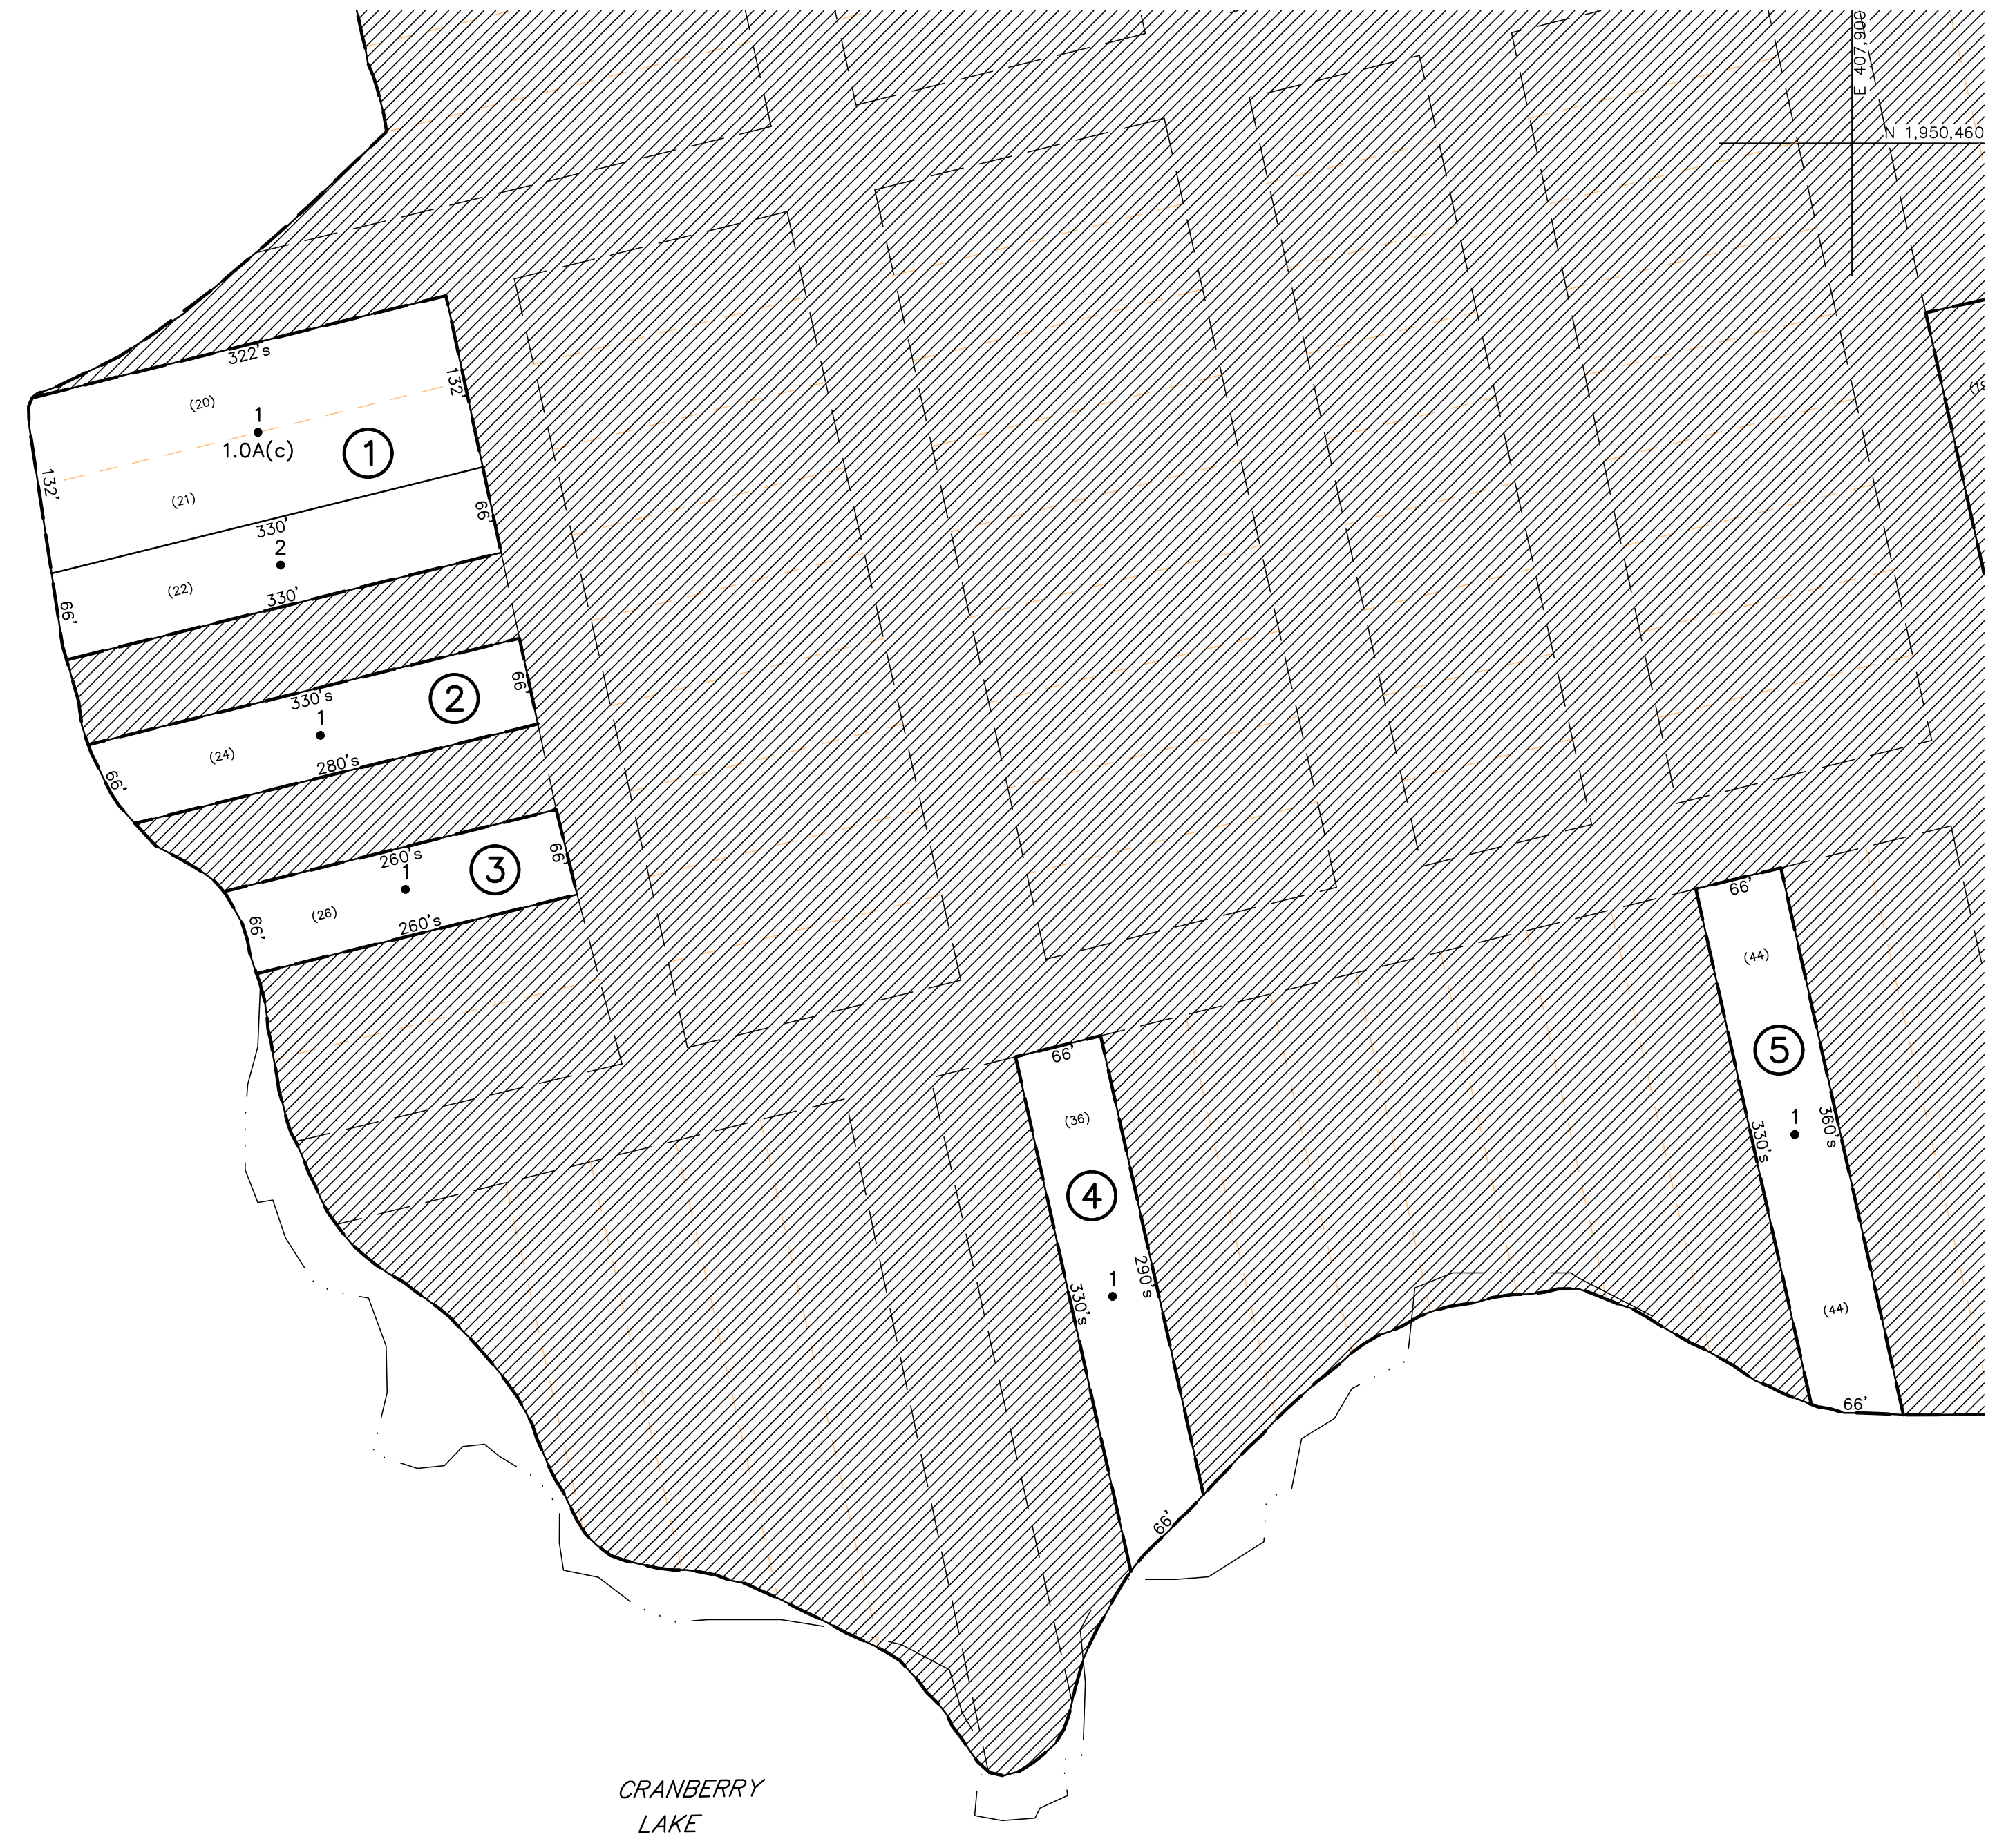 E 407,900
N 1,950,460
322's
132'
(20)
1
1.0A(c)
①
132'
(21)
330'
66'
2
(22)
330'
66'
330's
66'
1
②
(24)
280's
66'
260's
66'
1
③
(26)
260's
66'
66'
(44)
⑤
1
330's
360's
(44)
66'
66'
(36)
④
1
330's
290's
66'
CRANBERRY
LAKE